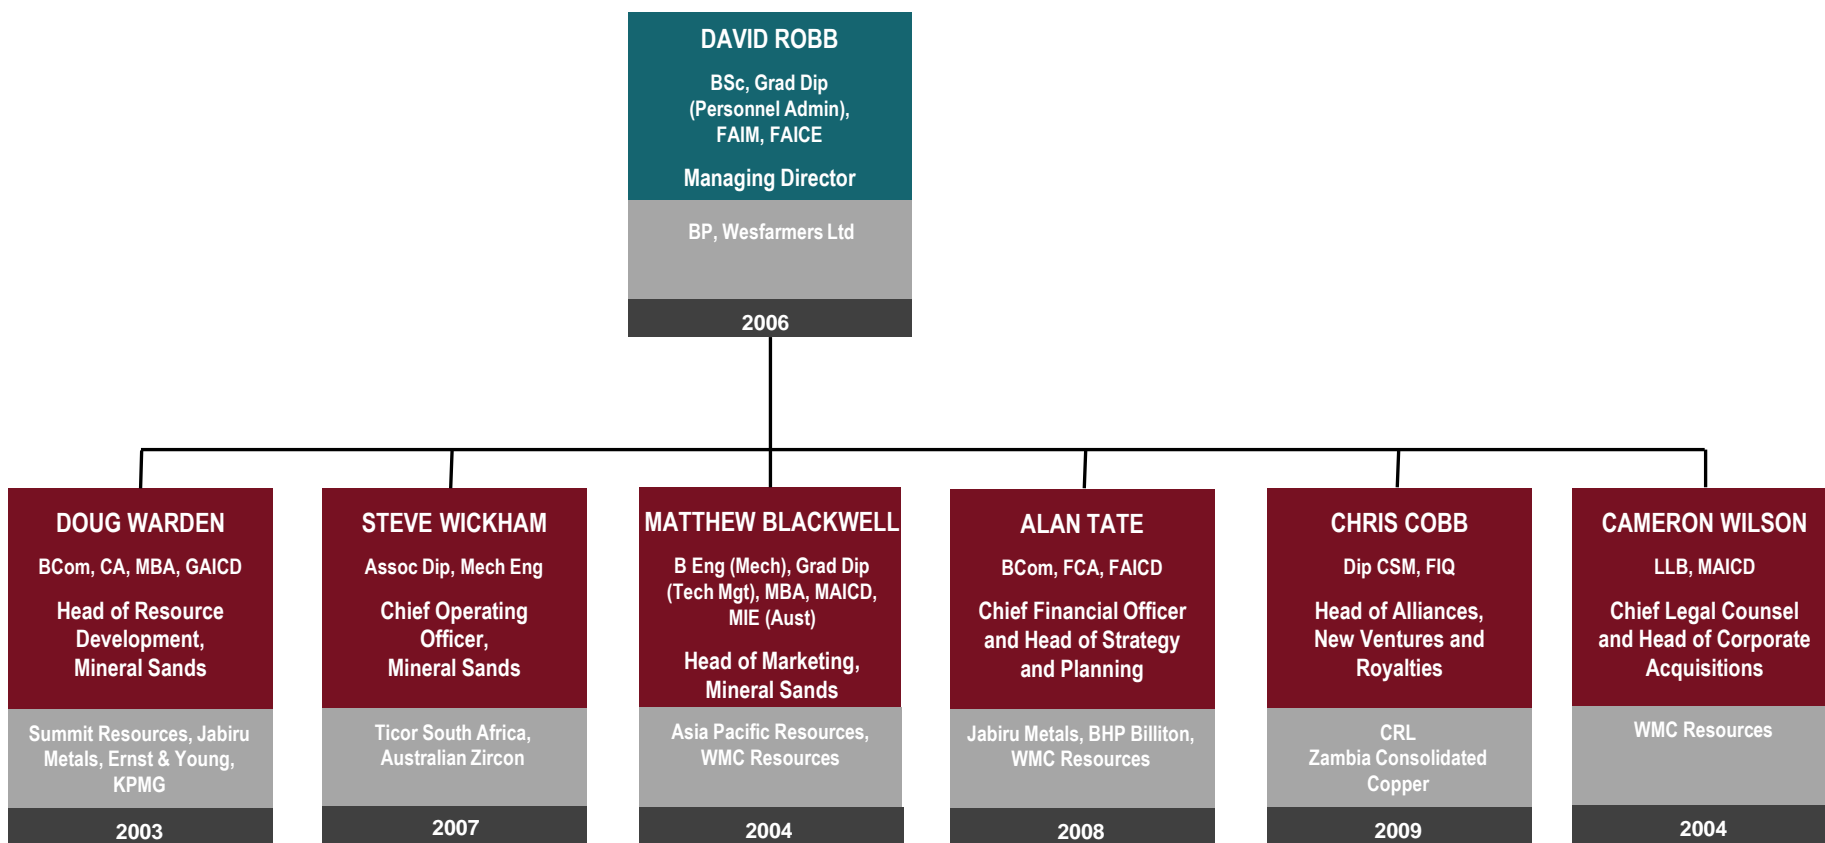 DAVID ROBB
BSc, Grad Dip
(Personnel Admin),
FAIM, FAICE
Managing Director
BP, Wesfarmers Ltd
2006
DOUG WARDEN
BCom, CA, MBA, GAICD
Head of Resource
Development,
Mineral Sands
Summit Resources, Jabiru
Metals, Ernst & Young,
KPMG
2003
STEVE WICKHAM
Assoc Dip, Mech Eng
Chief Operating
Officer,
Mineral Sands
Ticor South Africa,
Australian Zircon
2007
MATTHEW BLACKWELL
B Eng (Mech), Grad Dip
(Tech Mgt), MBA, MAICD,
MIE (Aust)
Head of Marketing,
Mineral Sands
Asia Pacific Resources,
WMC Resources
2004
ALAN TATE
BCom, FCA, FAICD
Chief Financial Officer
and Head of Strategy
and Planning
Jabiru Metals, BHP Billiton,
WMC Resources
2008
CHRIS COBB
Dip CSM, FIQ
Head of Alliances,
New Ventures and
Royalties
CRL
Zambia Consolidated
Copper
2009
CAMERON WILSON
LLB, MAICD
Chief Legal Counsel
and Head of Corporate
Acquisitions
WMC Resources
2004